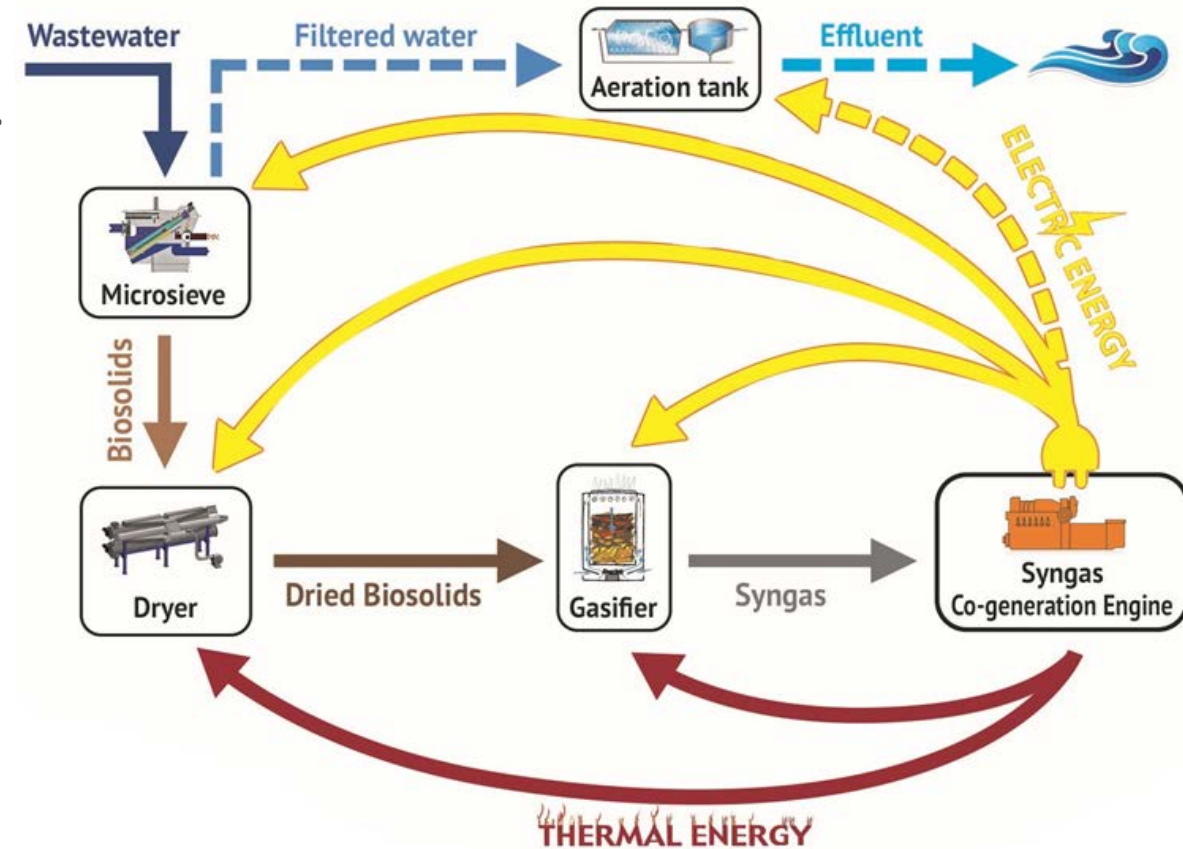 Wastewater
Filtered water
Aeration tank
Effluent
ELECTRIC ENERGY
Microsieve
Biosolids
Dryer
Dried Biosolids
Gasifier
Syngas
Syngas
Co-generation Engine
THERMAL ENERGY